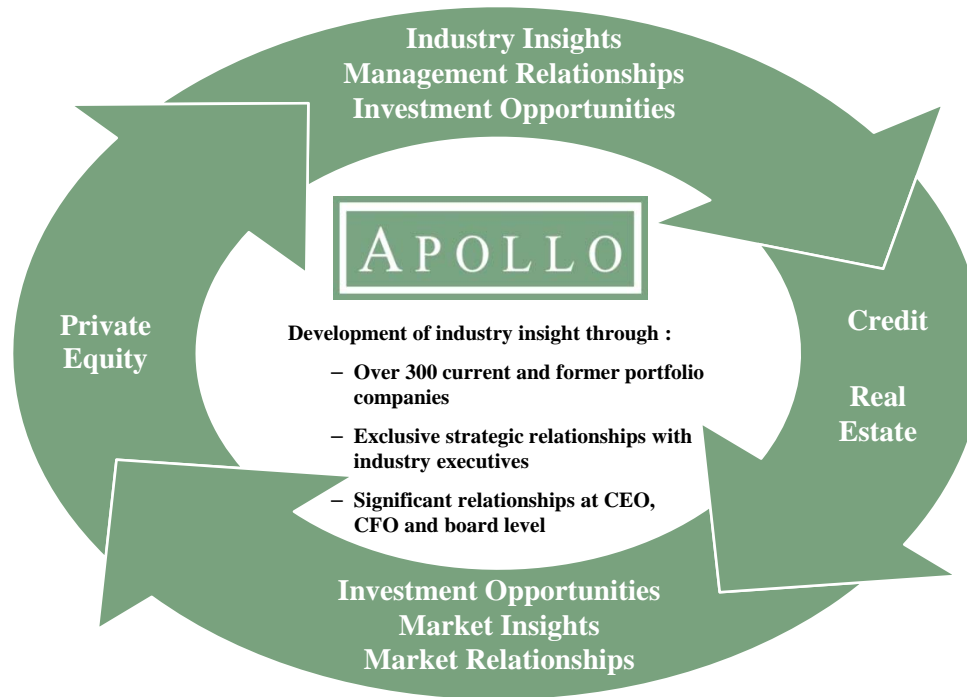 Industry Insights
Management Relationships
Investment Opportunities
APOLLO
Development of industry insight through :
– Over 300 current and former portfolio
companies
– Exclusive strategic relationships with
industry executives
– Significant relationships at CEO,
CFO and board level
Private
Equity
Credit
Real
Estate
Investment Opportunities
Market Insights
Market Relationships